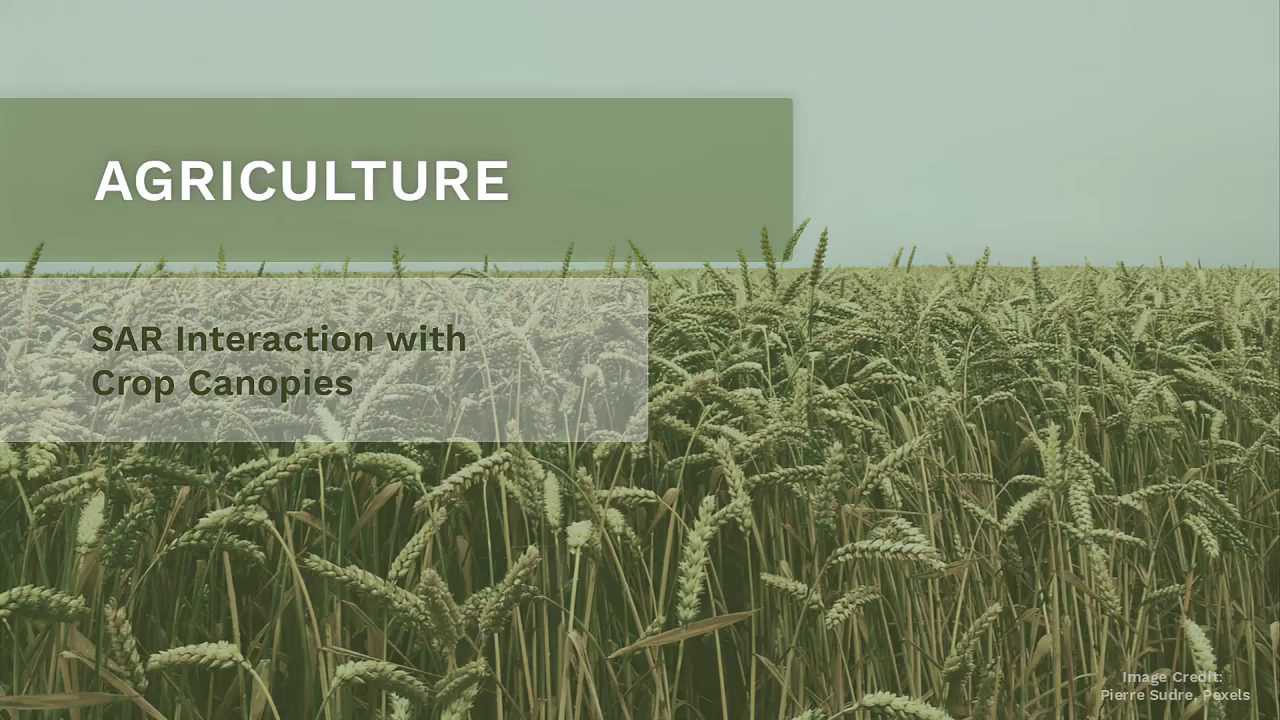 AGRICULTURE
SAR Interaction with
Crop Canopies
Image Credit:
Pierre Sudre, Pexels